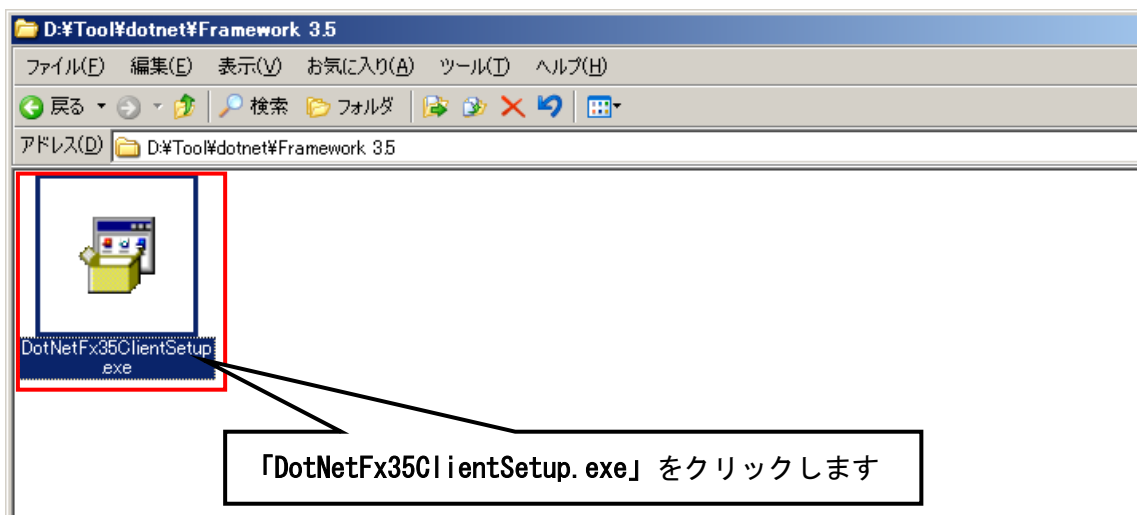 D:¥Tool¥dotnet¥Framework 3.5
ファイル(F) 編集(E) 表示(V) お気に入り(A) ツール(T) ヘルプ(H)
戻る 検索 フォルダ
アドレス(D) D:¥Tool¥dotnet¥Framework 3.5
DotNetFx35ClientSetup
.exe
「DotNetFx35ClientSetup.exe」をクリックします